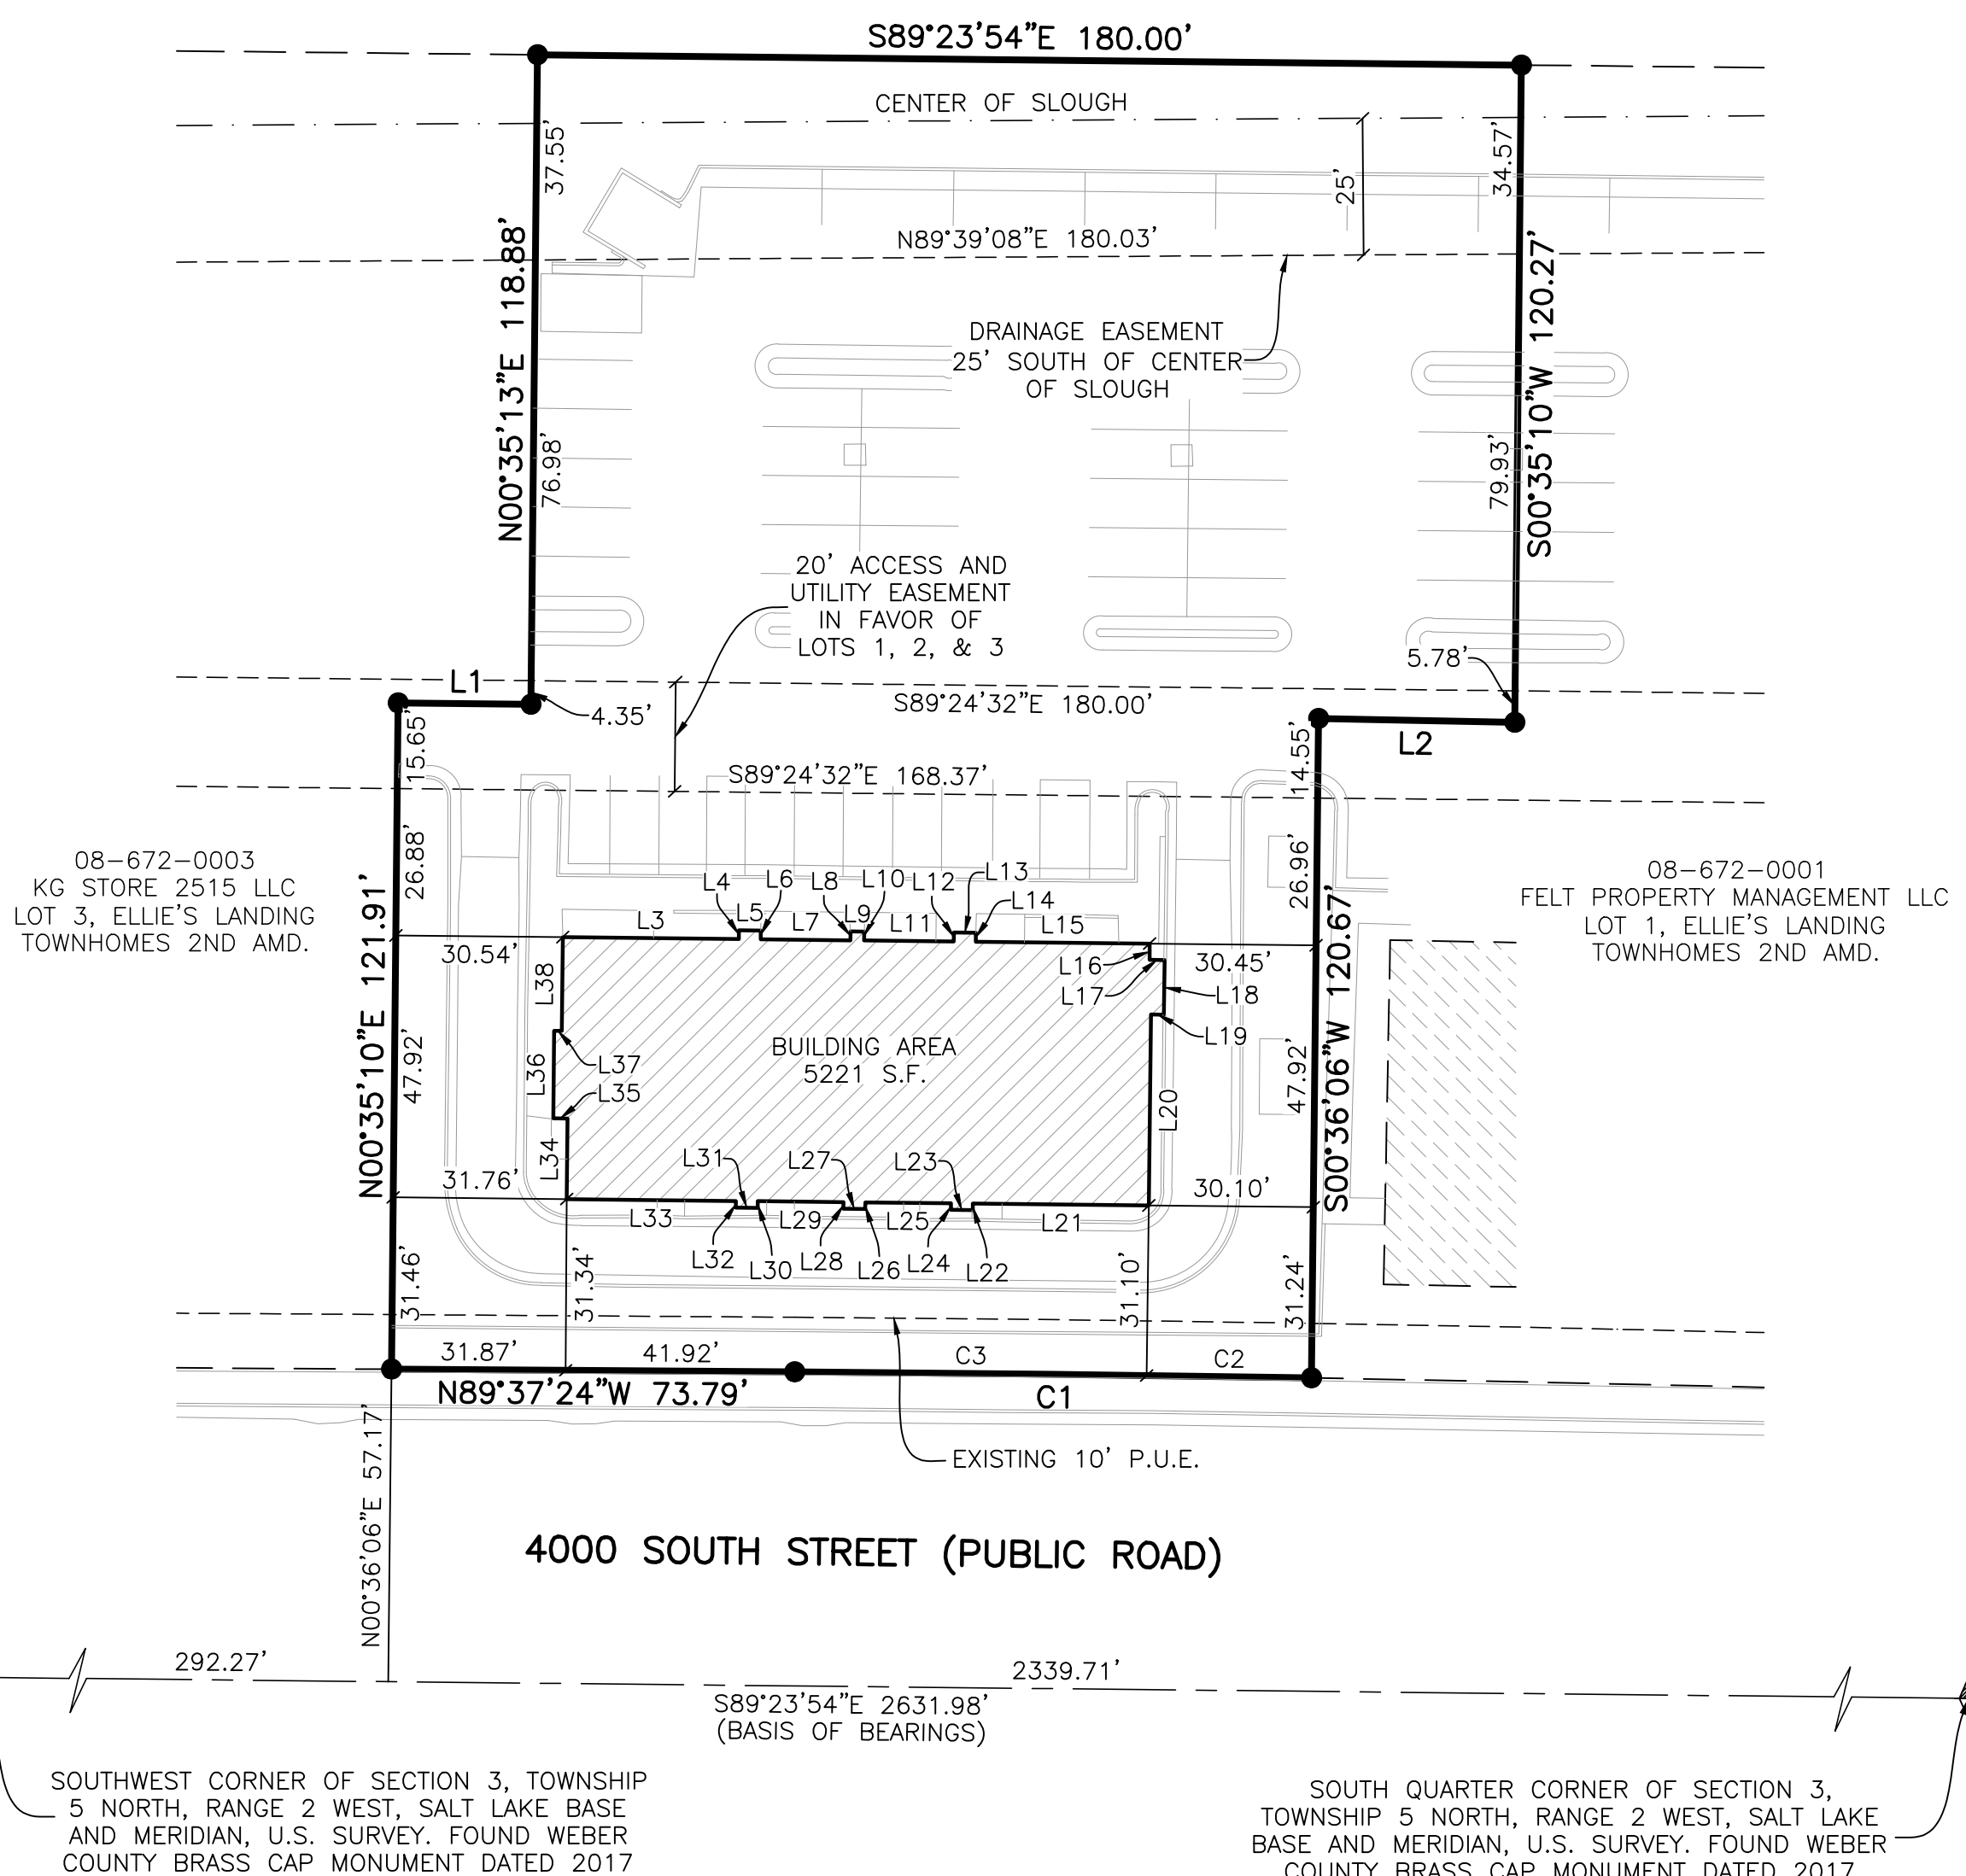 S89°23'54"E 180.00'
CENTER OF SLOUGH
37.55'
34.57'
25'
N89°39'08"E 180.03'
N00°35'13"E 118.88'
S00°35'10"W 120.27'
DRAINAGE EASEMENT
25' SOUTH OF CENTER
OF SLOUGH
76.98'
79.93'
20' ACCESS AND
UTILITY EASEMENT
IN FAVOR OF
LOTS 1, 2, & 3
L1
4.35'
5.78'
S89°24'32"E 180.00'
L2
15.65'
14.55'
S89°24'32"E 168.37'
08-672-0003
KG STORE 2515 LLC
LOT 3, ELLIE'S LANDING
TOWNHOMES 2ND AMD.
08-672-0001
FELT PROPERTY MANAGEMENT LLC
LOT 1, ELLIE'S LANDING
TOWNHOMES 2ND AMD.
26.88'
26.96'
N00°35'10"E 121.91'
S00°36'06"W 120.67'
L3
L4
L5
L6
L7
L8
L9
L10
L11
L12
L13
L14
L15
30.54'
30.45'
L16
L17
L18
L19
L38
L37
L36
L35
L34
BUILDING AREA
5221 S.F.
47.92'
47.92'
L20
31.76'
30.10'
L31
L27
L23
L33
L29
L25
L21
L32
L30
L28
L26
L24
L22
31.46'
31.34'
31.10'
31.24'
31.87'
41.92'
C3
C2
N89°37'24"W 73.79'
C1
EXISTING 10' P.U.E.
N00°36'06"E 57.17'
4000 SOUTH STREET (PUBLIC ROAD)
292.27'
2339.71'
S89°23'54"E 2631.98'
(BASIS OF BEARINGS)
SOUTHWEST CORNER OF SECTION 3, TOWNSHIP
5 NORTH, RANGE 2 WEST, SALT LAKE BASE
AND MERIDIAN, U.S. SURVEY. FOUND WEBER
COUNTY BRASS CAP MONUMENT DATED 2017
SOUTH QUARTER CORNER OF SECTION 3,
TOWNSHIP 5 NORTH, RANGE 2 WEST, SALT LAKE
BASE AND MERIDIAN, U.S. SURVEY. FOUND WEBER
COUNTY BRASS CAP MONUMENT DATED 2017